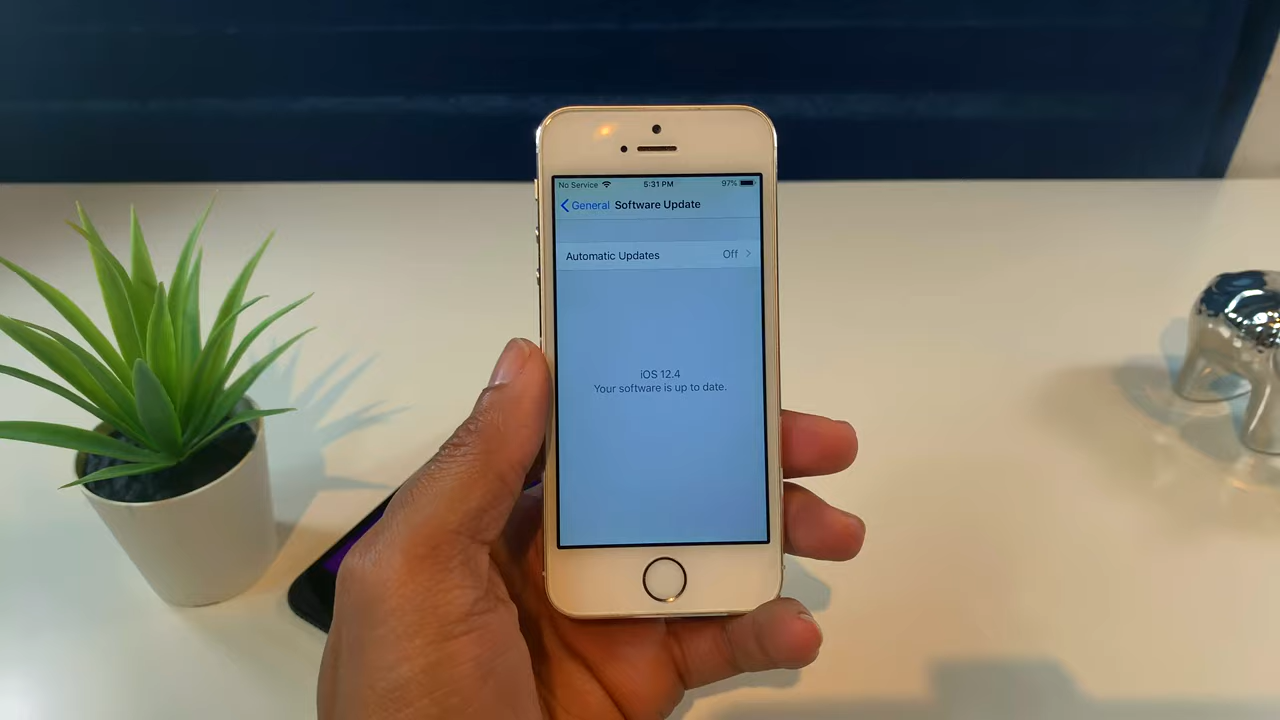 No Service 5:31 PM 97%
General Software Update
Automatic Updates Off
iOS 12.4
Your software is up to date.